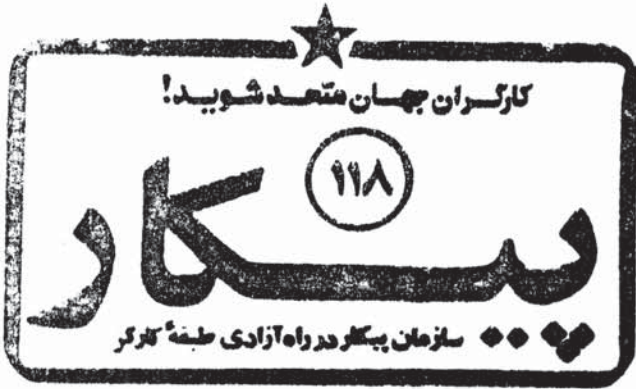 کارگران جهان متحد شوید!
۱۱۸
پیکار
سازمان پیکار در راه آزادی طبقهٔ کارگر